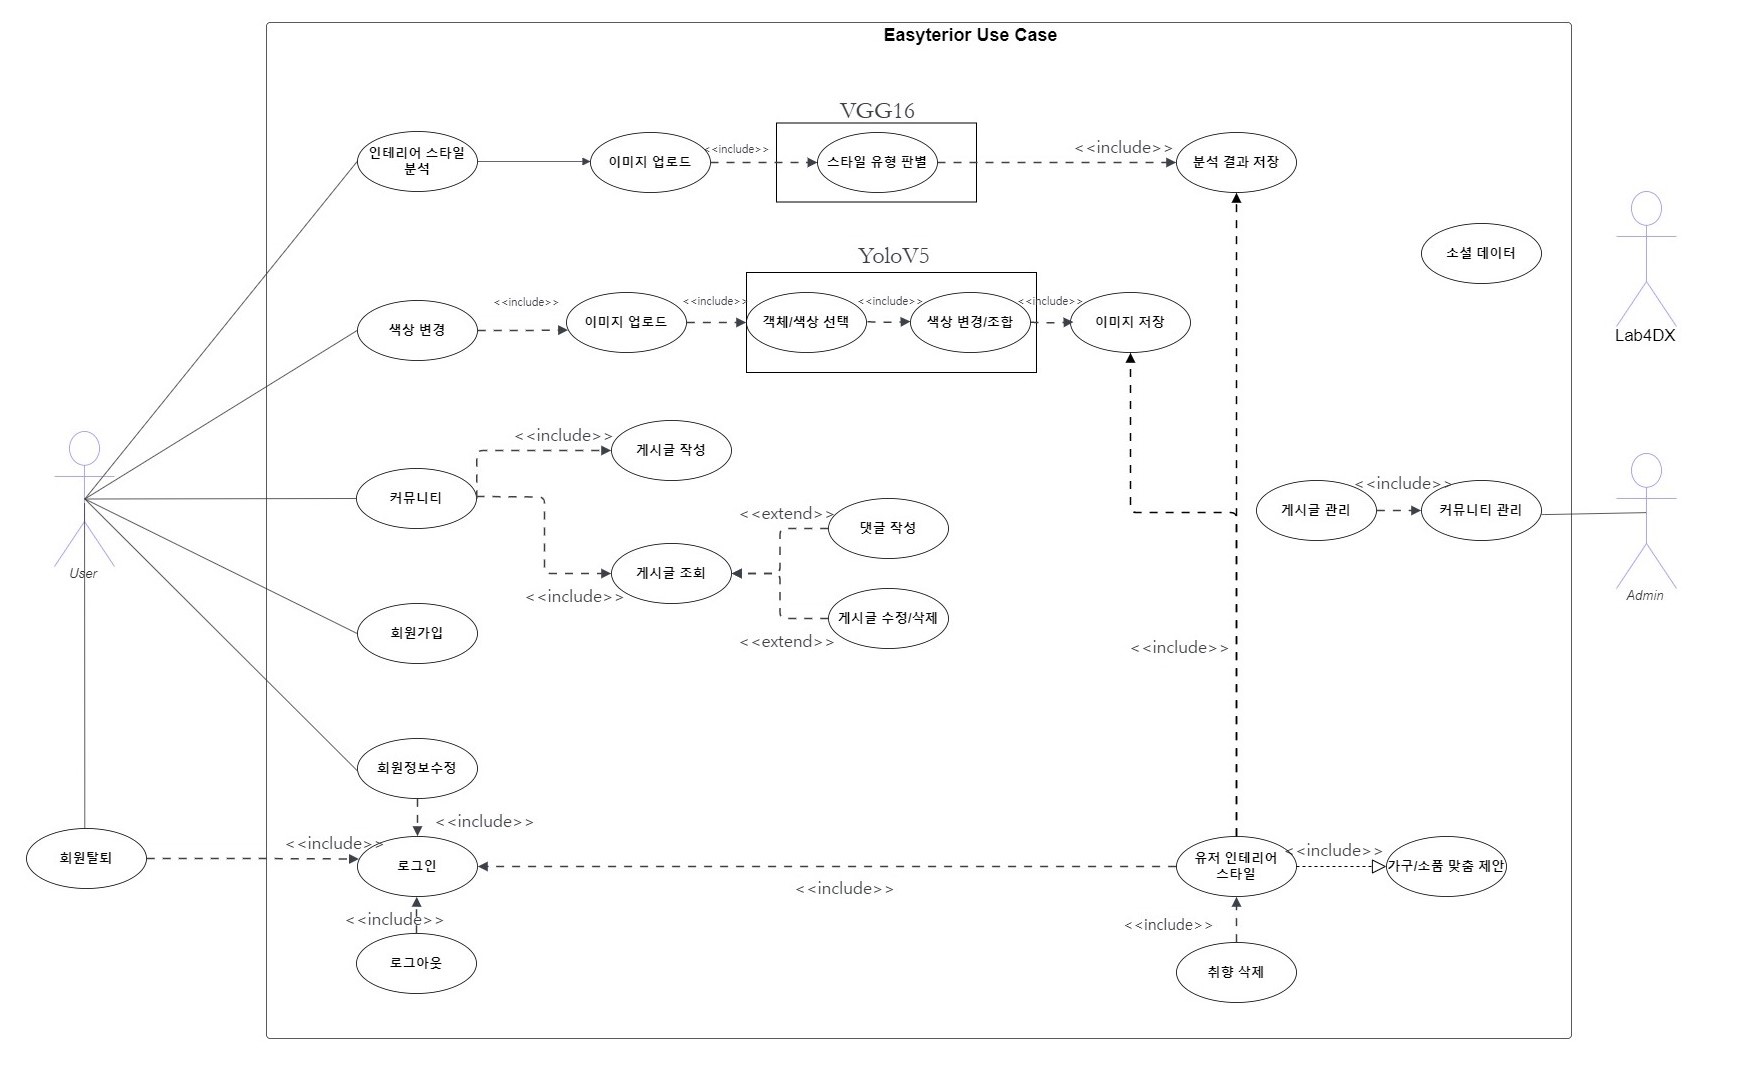 Easyterior Use Case
VGG16
인테리어 스타일
분석
이미지 업로드
<<include>>
스타일 유형 판별
<<include>>
분석 결과 저장
소셜 데이터
Lab4DX
YoloV5
색상 변경
<<include>>
이미지 업로드
<<include>>
객체/색상 선택
<<include>>
색상 변경/조합
<<include>>
이미지 저장
<<include>>
게시글 작성
커뮤니티
<<extend>>
댓글 작성
게시글 조회
<<include>>
게시글 수정/삭제
<<extend>>
게시글 관리
<<include>>
커뮤니티 관리
Admin
User
회원가입
<<include>>
회원정보수정
<<include>>
회원탈퇴
<<include>>
로그인
<<include>>
유저 인테리어
스타일
<<include>>
가구/소품 맞춤 제안
<<include>>
로그아웃
<<include>>
취향 삭제